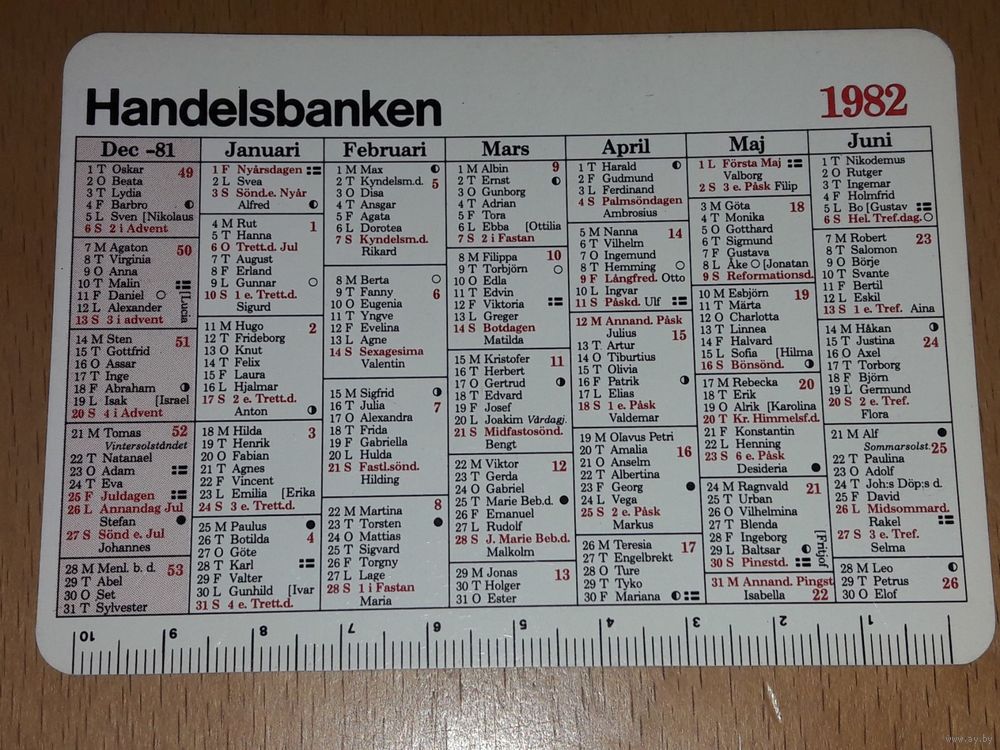 Handelsbanken
1982
Dec -81
1 T Oskar 49
2 O Beata
3 T Lydia
4 F Barbro
5 L Sven [Nikolaus
6 S 2 i Advent
7 M Agaton 50
8 T Virginia
9 O Anna
10 T Malin
11 F Daniel [Lucia
12 L Alexander
13 S 3 i advent
14 M Sten 51
15 T Gottfrid
16 O Assar
17 T Inge
18 F Abraham
19 L Isak [Israel
20 S 4 i Advent
21 M Tomas 52
Vintersolståndet
22 T Natanael
23 O Adam
24 T Eva
25 F Juldagen
26 L Annandag Jul
Stefan
27 S Sönd e. Jul
Johannes
28 M Menl. b. d. 53
29 T Abel
30 O Set
31 T Sylvester
Januari
1 F Nyårsdagen
2 L Svea
3 S Sönd.e. Nyår
Alfred
4 M Rut 1
5 T Hanna
6 O Trett.d. Jul
7 T August
8 F Erland
9 L Gunnar
10 S 1 e. Trett.d.
Sigurd
11 M Hugo 2
12 T Frideborg
13 O Knut
14 T Felix
15 F Laura
16 L Hjalmar
17 S 2 e. Trett.d.
Anton
18 M Hilda 3
19 T Henrik
20 O Fabian
21 T Agnes
22 F Vincent
23 L Emilia [Erika
24 S 3 e. Trett.d.
25 M Paulus
26 T Botilda 4
27 O Göte
28 T Karl
29 F Valter
30 L Gunhild [Ivar
31 S 4 e. Trett.d.
Februari
1 M Max
2 T Kyndelsm.d. 5
3 O Disa
4 T Ansgar
5 F Agata
6 L Dorotea
7 S Kyndelsm.d.
Rikard
8 M Berta
9 T Fanny 6
10 O Eugenia
11 T Yngve
12 F Evelina
13 L Agne
14 S Sexagesima
Valentin
15 M Sigfrid
16 T Julia 7
17 O Alexandra
18 T Frida
19 F Gabriella
20 L Hulda
21 S Fastl.sönd.
Hilding
22 M Martina 8
23 T Torsten
24 O Mattias
25 T Sigvard
26 F Torgny
27 L Lage
28 S 1 i Fastan
Maria
Mars
1 M Albin 9
2 T Ernst
3 O Gunborg
4 T Adrian
5 F Tora
6 L Ebba [Ottilia
7 S 2 i Fastan
8 M Filippa 10
9 T Torbjörn
10 O Edla
11 T Edvin
12 F Viktoria
13 L Greger
14 S Botdagen
Matilda
15 M Kristofer 11
16 T Herbert
17 O Gertrud
18 T Edvard
19 F Josef
20 L Joakim Vårdagj.
21 S Midfastosönd.
Bengt
22 M Viktor 12
23 T Gerda
24 O Gabriel
25 T Marie Beb.d.
26 F Emanuel
27 L Rudolf
28 S J. Marie Beb.d.
Malkolm
29 M Jonas 13
30 T Holger
31 O Ester
April
1 T Harald
2 F Gudmund
3 L Ferdinand
4 S Palmsöndagen
Ambrosius
5 M Nanna 14
6 T Vilhelm
7 O Ingemund
8 T Hemming
9 F Långfred. Otto
10 L Ingvar
11 S Påskd. Ulf
12 M Annand. Påsk
Julius 15
13 T Artur
14 O Tiburtius
15 T Olivia
16 F Patrik
17 L Elias
18 S 1 e. Påsk
Valdemar
19 M Olavus Petri
20 T Amalia 16
21 O Anselm
22 T Albertina
23 F Georg
24 L Vega
25 S 2 e. Påsk
Markus
26 M Teresia 17
27 T Engelbrekt
28 O Ture
29 T Tyko
30 F Mariana
Maj
1 L Första Maj
Valborg
2 S 3 e. Påsk Filip
3 M Göta 18
4 T Monika
5 O Gotthard
6 T Sigmund
7 F Gustava
8 L Åke [Jonatan
9 S Reformationsd.
10 M Esbjörn 19
11 T Märta
12 O Charlotta
13 T Linnea
14 F Halvard
15 L Sofia [Hilma
16 S Bönsönd.
17 M Rebecka 20
18 T Erik
19 O Alrik [Karolina
20 T Kr. Himmelsf.d.
21 F Konstantin
22 L Henning
23 S 6 e. Påsk
Desideria
24 M Ragnvald 21
25 T Urban
26 O Vilhelmina
27 T Blenda
28 F Ingeborg
29 L Baltsar [Fritjof
30 S Pingstd.
31 M Annand. Pingst
Isabella 22
Juni
1 T Nikodemus
2 O Rutger
3 T Ingemar
4 F Holmfrid
5 L Bo [Gustav
6 S Hel. Tref.dag.
7 M Robert 23
8 T Salomon
9 O Börje
10 T Svante
11 F Bertil
12 L Eskil
13 S 1 e. Tref. Aina
14 M Håkan
15 T Justina 24
16 O Axel
17 T Torborg
18 F Björn
19 L Germund
20 S 2 e. Tref.
Flora
21 M Alf
Sommarsolst. 25
22 T Paulina
23 O Adolf
24 T Joh:s Döp:s d.
25 F David
26 L Midsommard.
Rakel
27 S 3 e. Tref.
Selma
28 M Leo
29 T Petrus 26
30 O Elof
10 9 8 7 6 5 4 3 2 1
www.ay.by